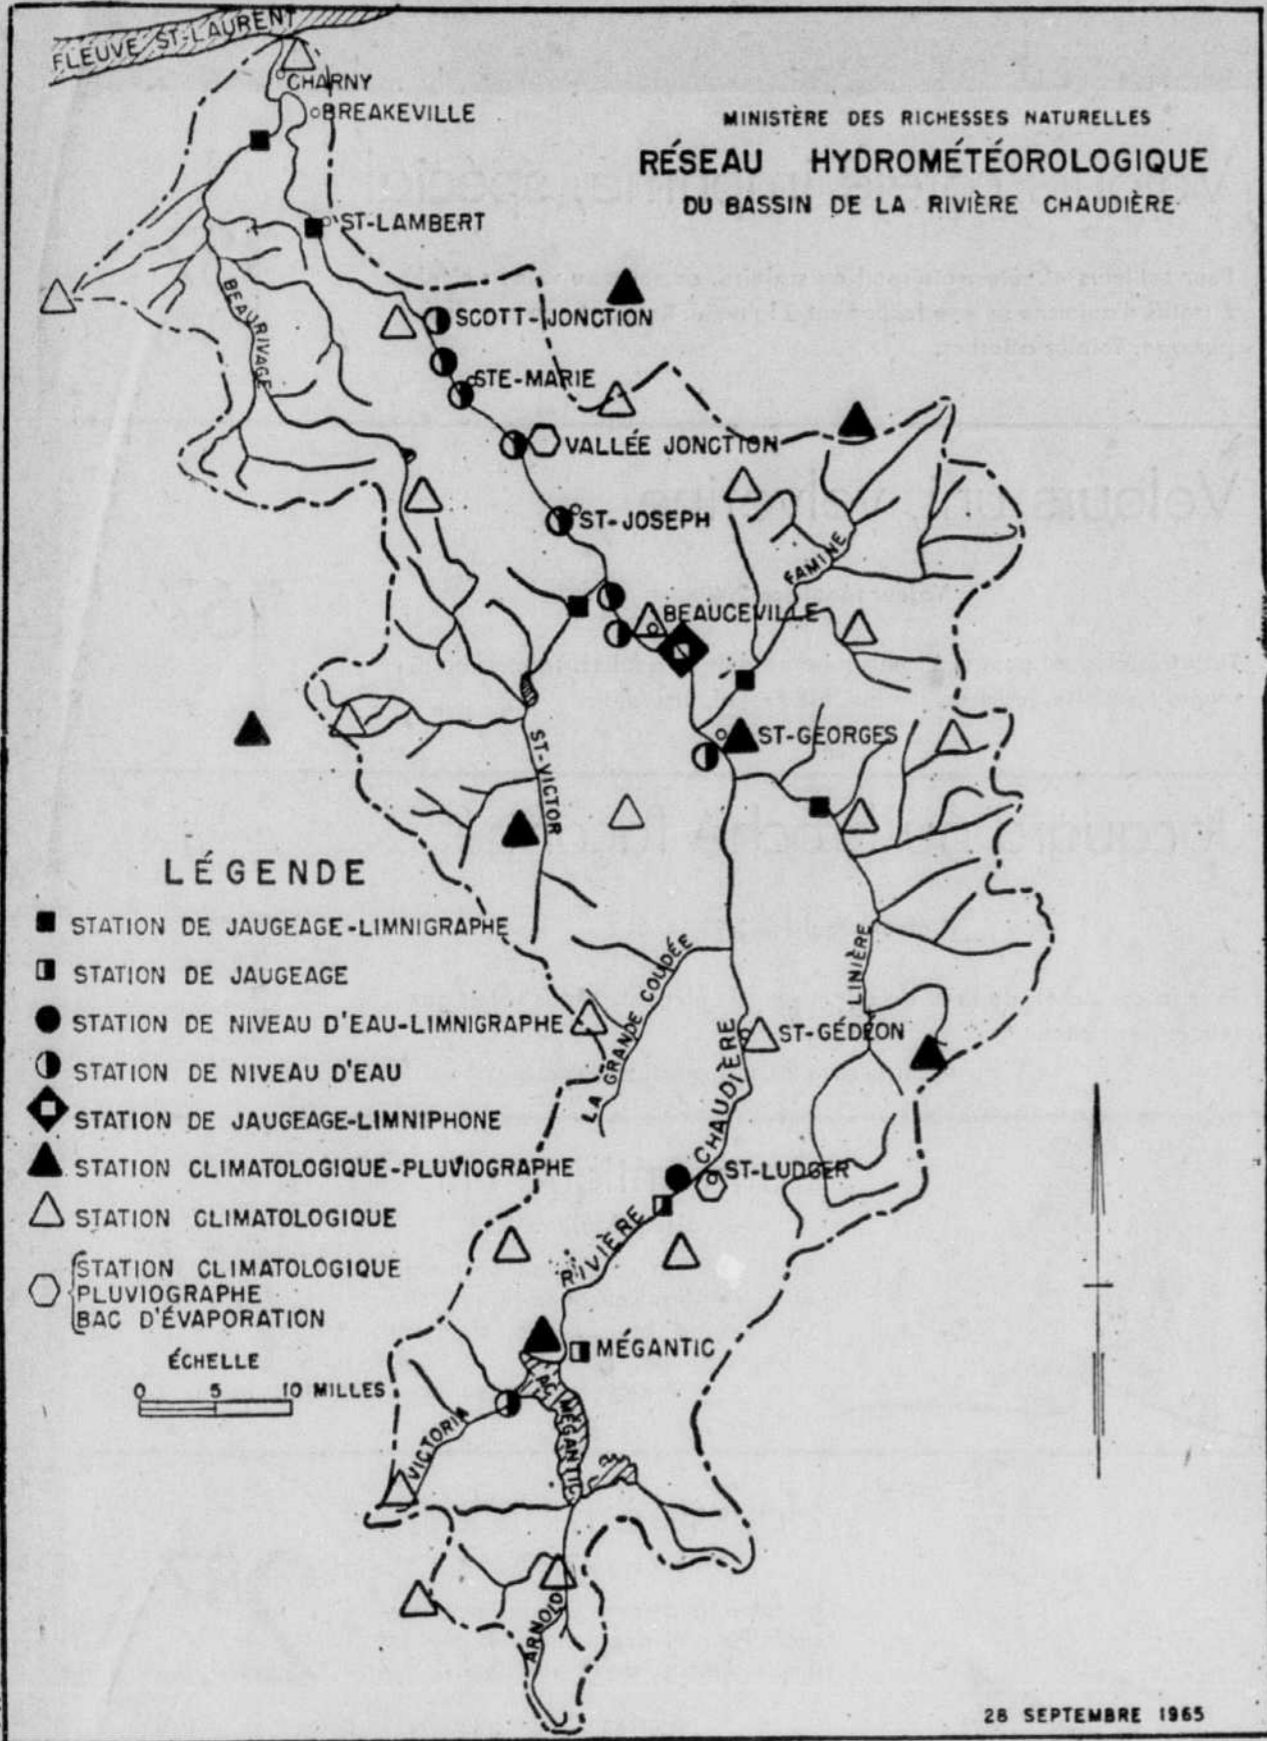 FLEUVE ST-LAURENT
CHARNY
BREAKEVILLE
MINISTÈRE DES RICHESSES NATURELLES
RÉSEAU HYDROMÉTÉOROLOGIQUE
DU BASSIN DE LA RIVIÈRE CHAUDIÈRE
ST-LAMBERT
BEAURIVAGE
SCOTT-JONCTION
STE-MARIE
VALLÉE JONCTION
ST-JOSEPH
FAMINE
BEAUCEVILLE
ST-GEORGES
ST-VICTOR
LÉGENDE
STATION DE JAUGEAGE-LIMNIGRAPHE
STATION DE JAUGEAGE
STATION DE NIVEAU D'EAU-LIMNIGRAPHE
STATION DE NIVEAU D'EAU
STATION DE JAUGEAGE-LIMNIPHONE
STATION CLIMATOLOGIQUE-PLUVIOGRAPHE
STATION CLIMATOLOGIQUE
STATION CLIMATOLOGIQUE
PLUVIOGRAPHE
BAC D'ÉVAPORATION
ÉCHELLE
0 5 10 MILLES
LA GRANDE COUDÉE
LINIÈRE
ST-GÉDÉON
RIVIÈRE CHAUDIÈRE
ST-LUDGER
MÉGANTIC
LAC MÉGANTIC
VICTORIA
ARNOLD
28 SEPTEMBRE 1965